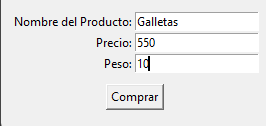 Nombre del Producto: Galletas
Precio: 550
Peso: 10
Comprar